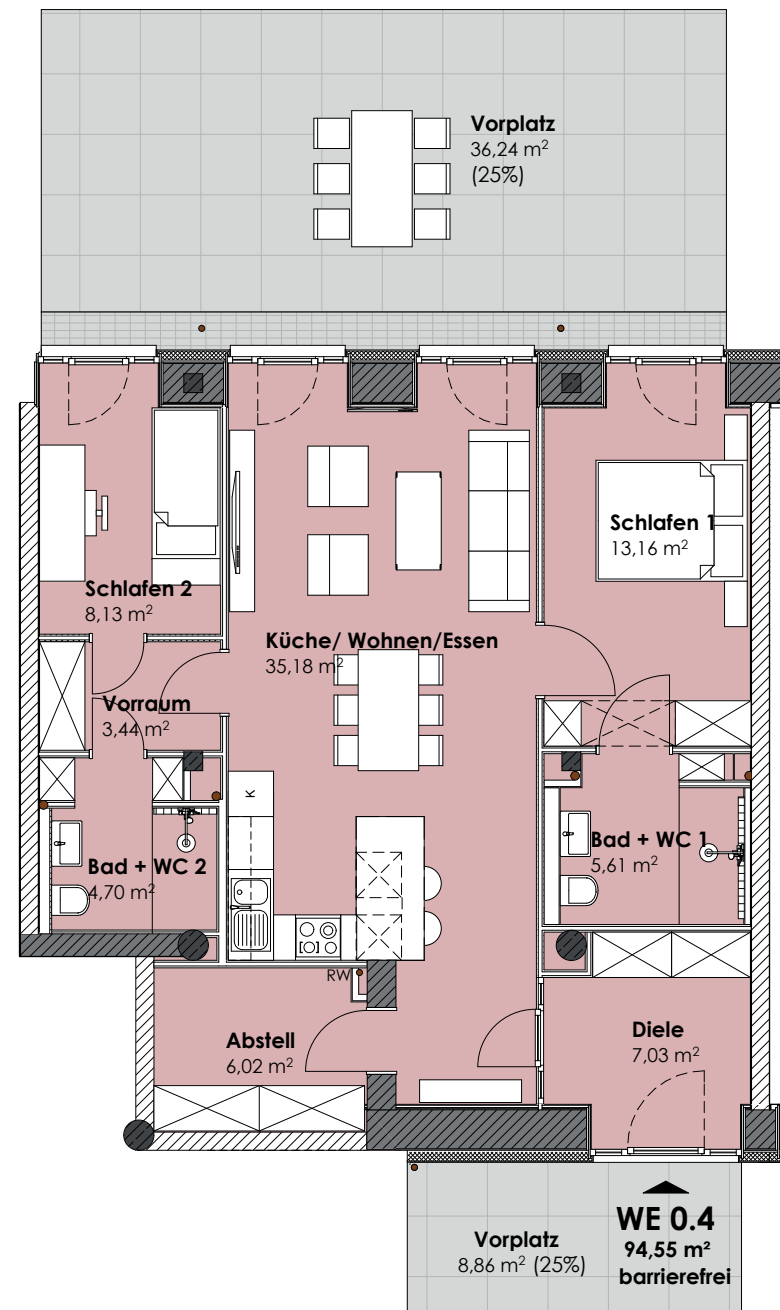 Vorplatz
36,24 m²
(25%)
Schlafen 1
13,16 m²
Schlafen 2
8,13 m²
Küche/ Wohnen/Essen
35,18 m²
Vorraum
3,44 m²
K
Bad + WC 1
5,61 m²
Bad + WC 2
4,70 m²
RW
Abstell
6,02 m²
Diele
7,03 m²
WE 0.4
94,55 m²
barrierefrei
Vorplatz
8,86 m² (25%)